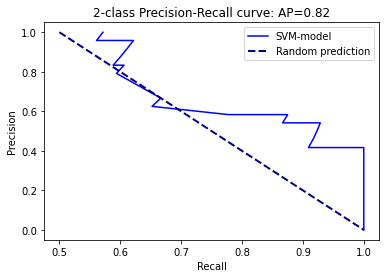 2-class Precision-Recall curve: AP=0.82
SVM-model
Random prediction
Precision
1.0
0.8
0.6
0.4
0.2
0.0
0.5
0.6
0.7
0.8
0.9
1.0
Recall